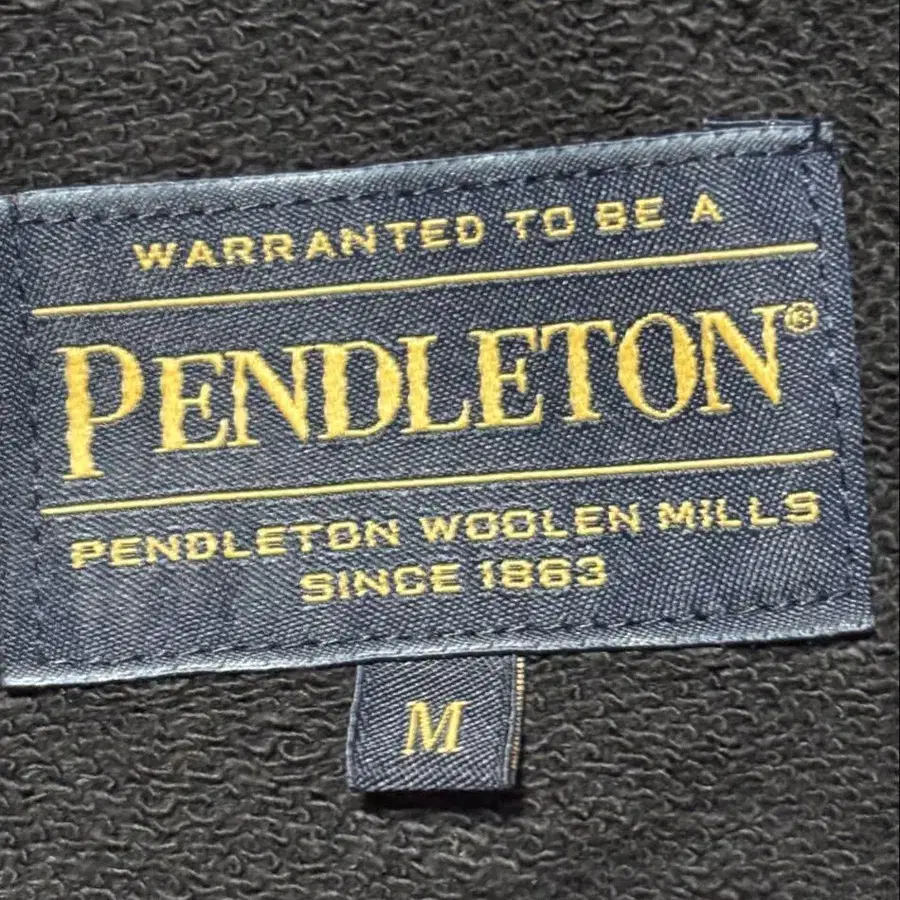 WARRANTED TO BE A
PENDLETON®
PENDLETON WOOLEN MILLS
SINCE 1863
M